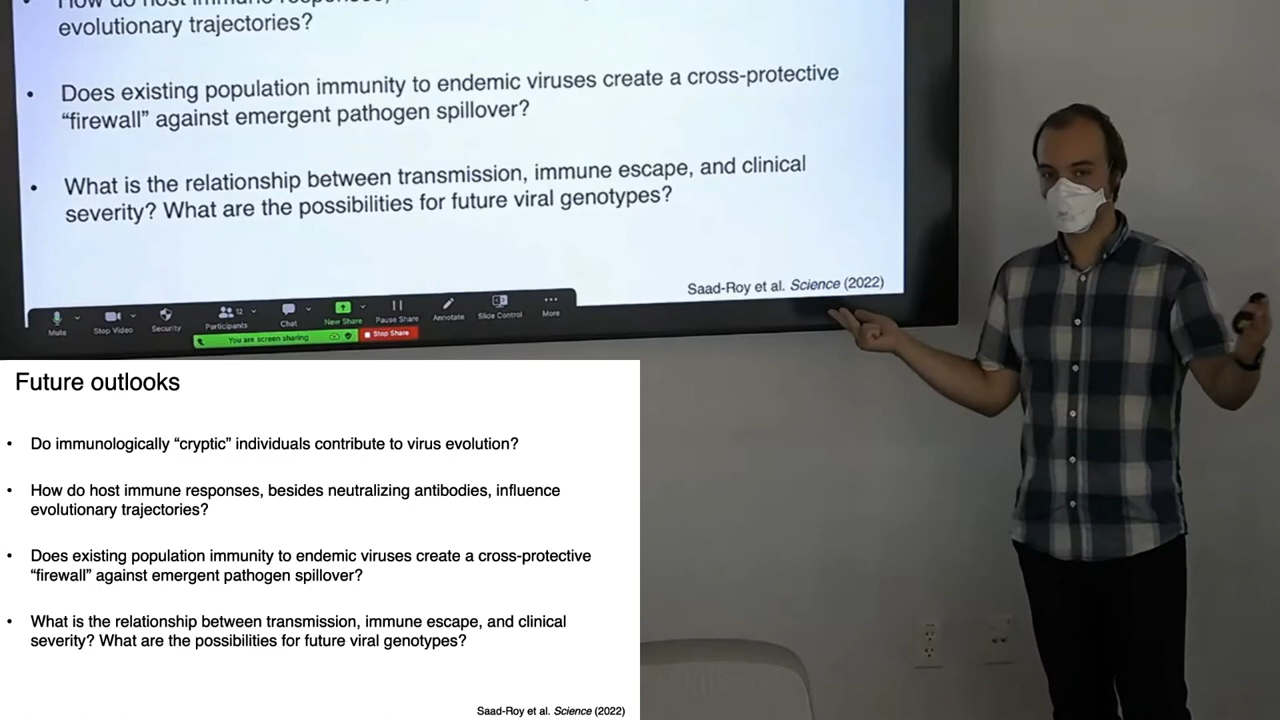 How do host immune responses,
evolutionary trajectories?
• Does existing population immunity to endemic viruses create a cross-protective
“firewall” against emergent pathogen spillover?
• What is the relationship between transmission, immune escape, and clinical
severity? What are the possibilities for future viral genotypes?
Saad-Roy et al. Science (2022)
Mute
Stop Video
Security
Participants
12
Chat
New Share
Pause Share
Annotate
Slide Control
More
You are screen sharing
Stop Share
Future outlooks
• Do immunologically “cryptic” individuals contribute to virus evolution?
• How do host immune responses, besides neutralizing antibodies, influence
evolutionary trajectories?
• Does existing population immunity to endemic viruses create a cross-protective
“firewall” against emergent pathogen spillover?
• What is the relationship between transmission, immune escape, and clinical
severity? What are the possibilities for future viral genotypes?
Saad-Roy et al. Science (2022)